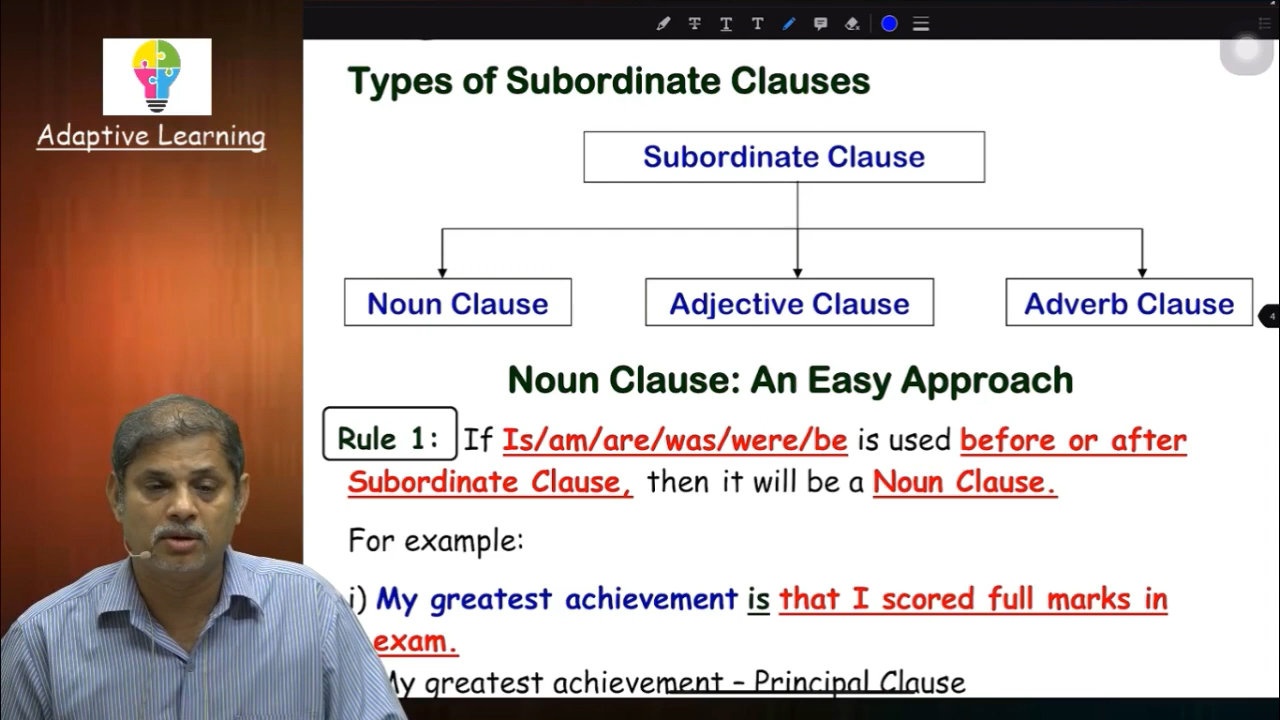 Adaptive Learning
Types of Subordinate Clauses
Subordinate Clause
Noun Clause
Adjective Clause
Adverb Clause
4
Noun Clause: An Easy Approach
Rule 1: If Is/am/are/was/were/be is used before or after
Subordinate Clause, then it will be a Noun Clause.
For example:
i) My greatest achievement is that I scored full marks in
exam.
My greatest achievement – Principal Clause